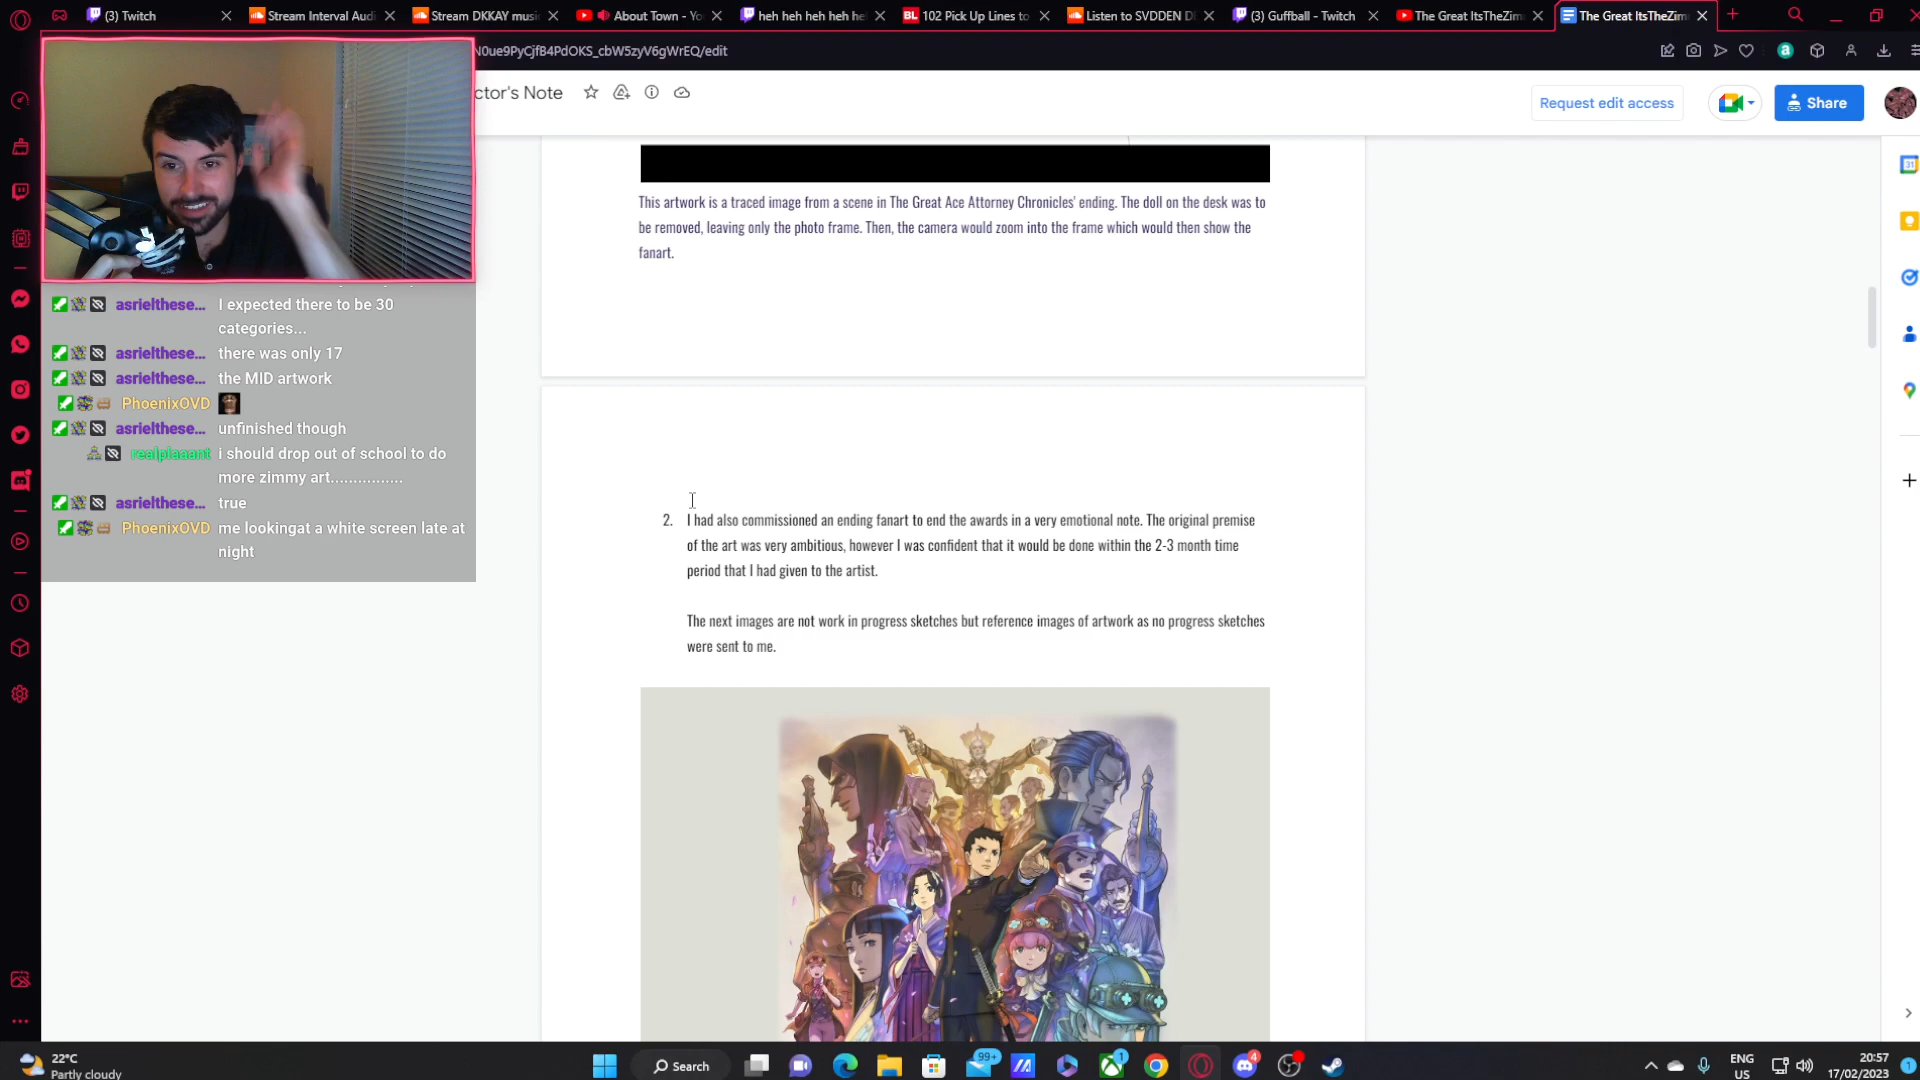 (3) Twitch
Stream Interval Audi
Stream DKKAY musi
About Town - Yo
heh heh heh heh he
102 Pick Up Lines to
Listen to SVDDEN D
(3) Guffball - Twitch
The Great ItsTheZim
The Great ItsTheZim
N0ue9PyCjfB4PdOKS_cbW5zyV6gWrEQ/edit
ctor's Note
Request edit access
Share
This artwork is a traced image from a scene in The Great Ace Attorney Chronicles' ending. The doll on the desk was to
be removed, leaving only the photo frame. Then, the camera would zoom into the frame which would then show the
fanart.
asrielthese... I expected there to be 30
categories...
asrielthese... there was only 17
asrielthese... the MID artwork
PhoenixOVD
asrielthese... unfinished though
realplaaant i should drop out of school to do
more zimmy art................
asrielthese... true
PhoenixOVD me lookingat a white screen late at
night
2. I had also commissioned an ending fanart to end the awards in a very emotional note. The original premise
of the art was very ambitious, however I was confident that it would be done within the 2-3 month time
period that I had given to the artist.
The next images are not work in progress sketches but reference images of artwork as no progress sketches
were sent to me.
22°C
Partly cloudy
Search
99+
1
4
ENG
US
20:57
17/02/2023
1
31